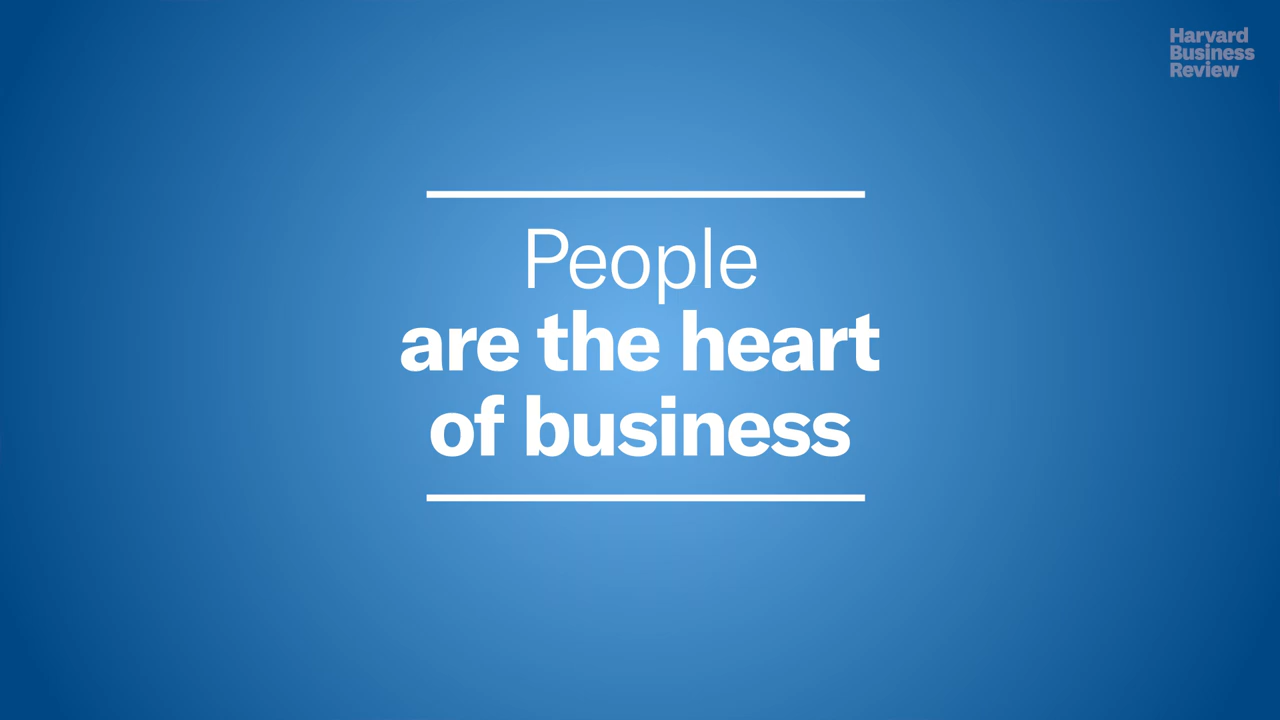 Harvard
Business
Review
People
are the heart
of business